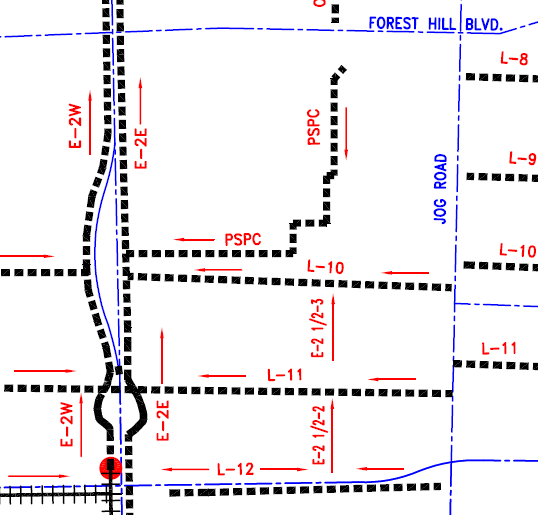 FOREST HILL BLVD.
L-8
E-2W
E-2E
PSPC
L-9
JOG ROAD
PSPC
L-10
L-10
E-2 1/2-3
L-11
L-11
E-2W
E-2E
E-2 1/2-2
L-12